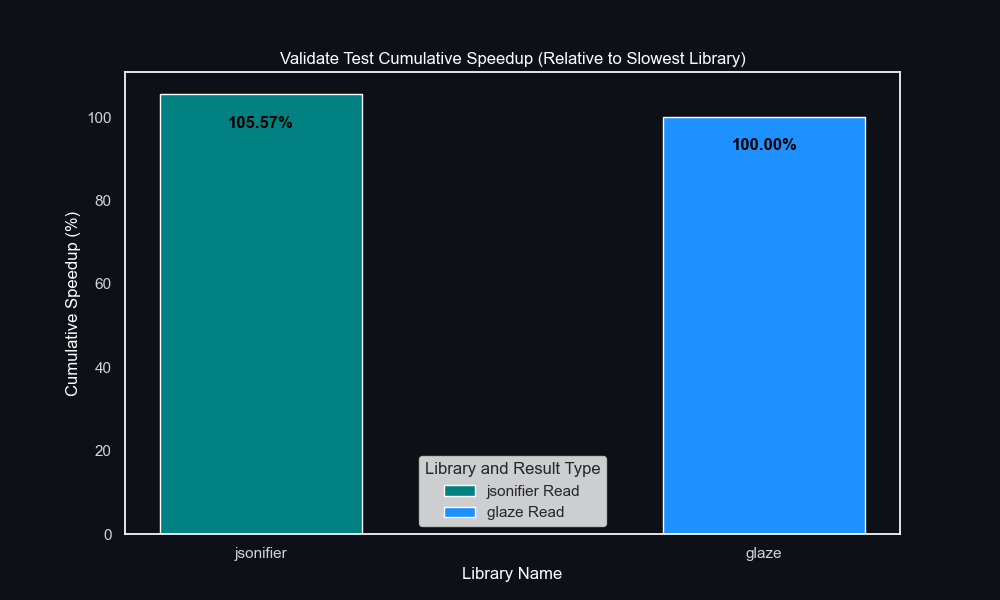 Validate Test Cumulative Speedup (Relative to Slowest Library)
Cumulative Speedup (%)
100
80
60
40
20
0
105.57%
100.00%
Library and Result Type
jsonifier Read
glaze Read
jsonifier
glaze
Library Name